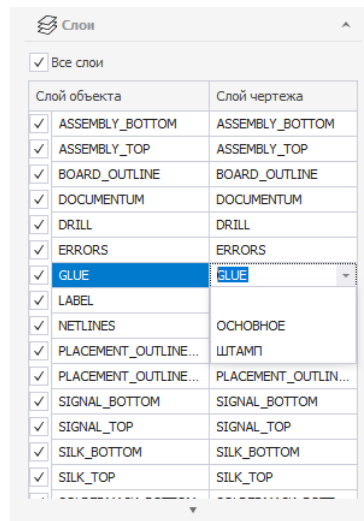 Слои
Все слои
Слой объекта Слой чертежа
ASSEMBLY_BOTTOM ASSEMBLY_BOTTOM
ASSEMBLY_TOP ASSEMBLY_TOP
BOARD_OUTLINE BOARD_OUTLINE
DOCUMENTUM DOCUMENTUM
DRILL DRILL
ERRORS ERRORS
GLUE GLUE
LABEL
NETLINES ОСНОВНОЕ
PLACEMENT_OUTLINE... ШТАМП
PLACEMENT_OUTLINE... PLACEMENT_OUTLIN...
SIGNAL_BOTTOM SIGNAL_BOTTOM
SIGNAL_TOP SIGNAL_TOP
SILK_BOTTOM SILK_BOTTOM
SILK_TOP SILK_TOP